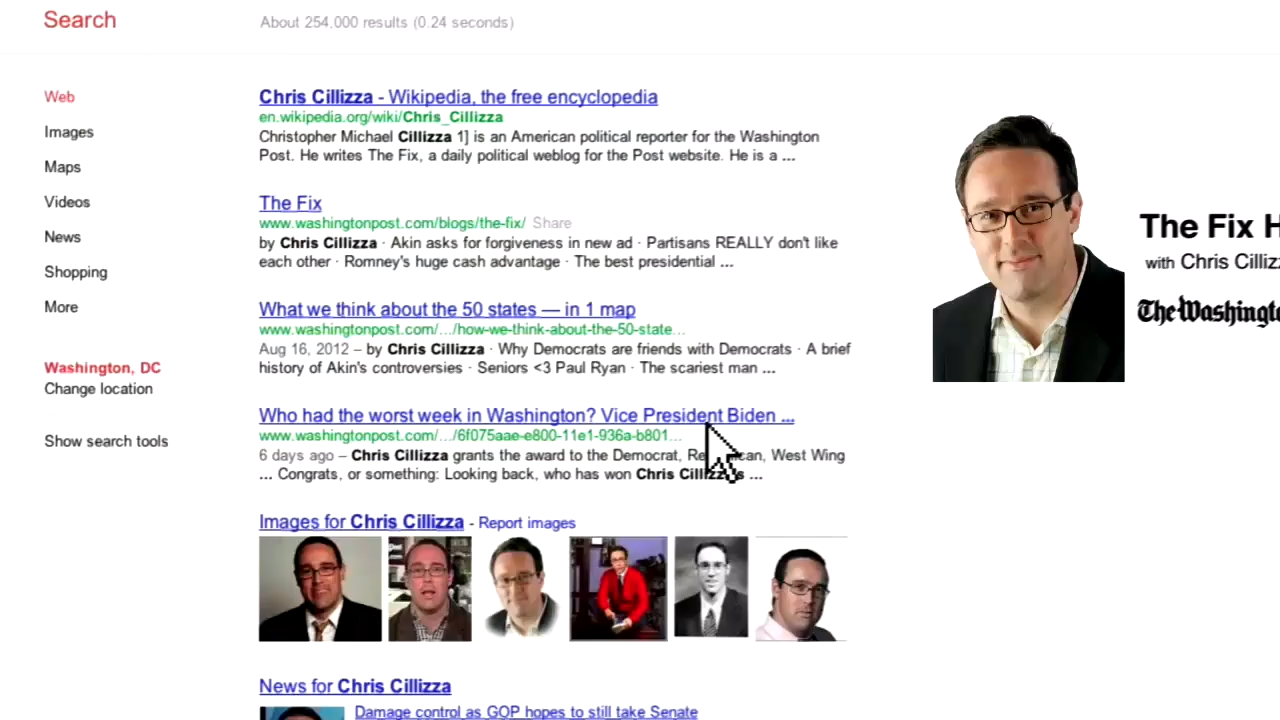 Search
About 254,000 results (0.24 seconds)
Web
Images
Maps
Videos
News
Shopping
More
Washington, DC
Change location
Show search tools
Chris Cillizza - Wikipedia, the free encyclopedia
en.wikipedia.org/wiki/Chris_Cillizza
Christopher Michael Cillizza 1] is an American political reporter for the Washington
Post. He writes The Fix, a daily political weblog for the Post website. He is a ...
The Fix
www.washingtonpost.com/blogs/the-fix/ Share
by Chris Cillizza · Akin asks for forgiveness in new ad · Partisans REALLY don't like
each other · Romney's huge cash advantage · The best presidential ...
What we think about the 50 states — in 1 map
www.washingtonpost.com/.../how-we-think-about-the-50-state...
Aug 16, 2012 – by Chris Cillizza · Why Democrats are friends with Democrats · A brief
history of Akin's controversies · Seniors <3 Paul Ryan · The scariest man ...
Who had the worst week in Washington? Vice President Biden ...
www.washingtonpost.com/.../6f075aae-e800-11e1-936a-b801...
6 days ago – Chris Cillizza grants the award to the Democrat, West Wing
... Congrats, or something: Looking back, who has won Chris ...
Images for Chris Cillizza - Report images
News for Chris Cillizza
Damage control as GOP hopes to still take Senate
The Fix H
with Chris Cilliz
The Washingt